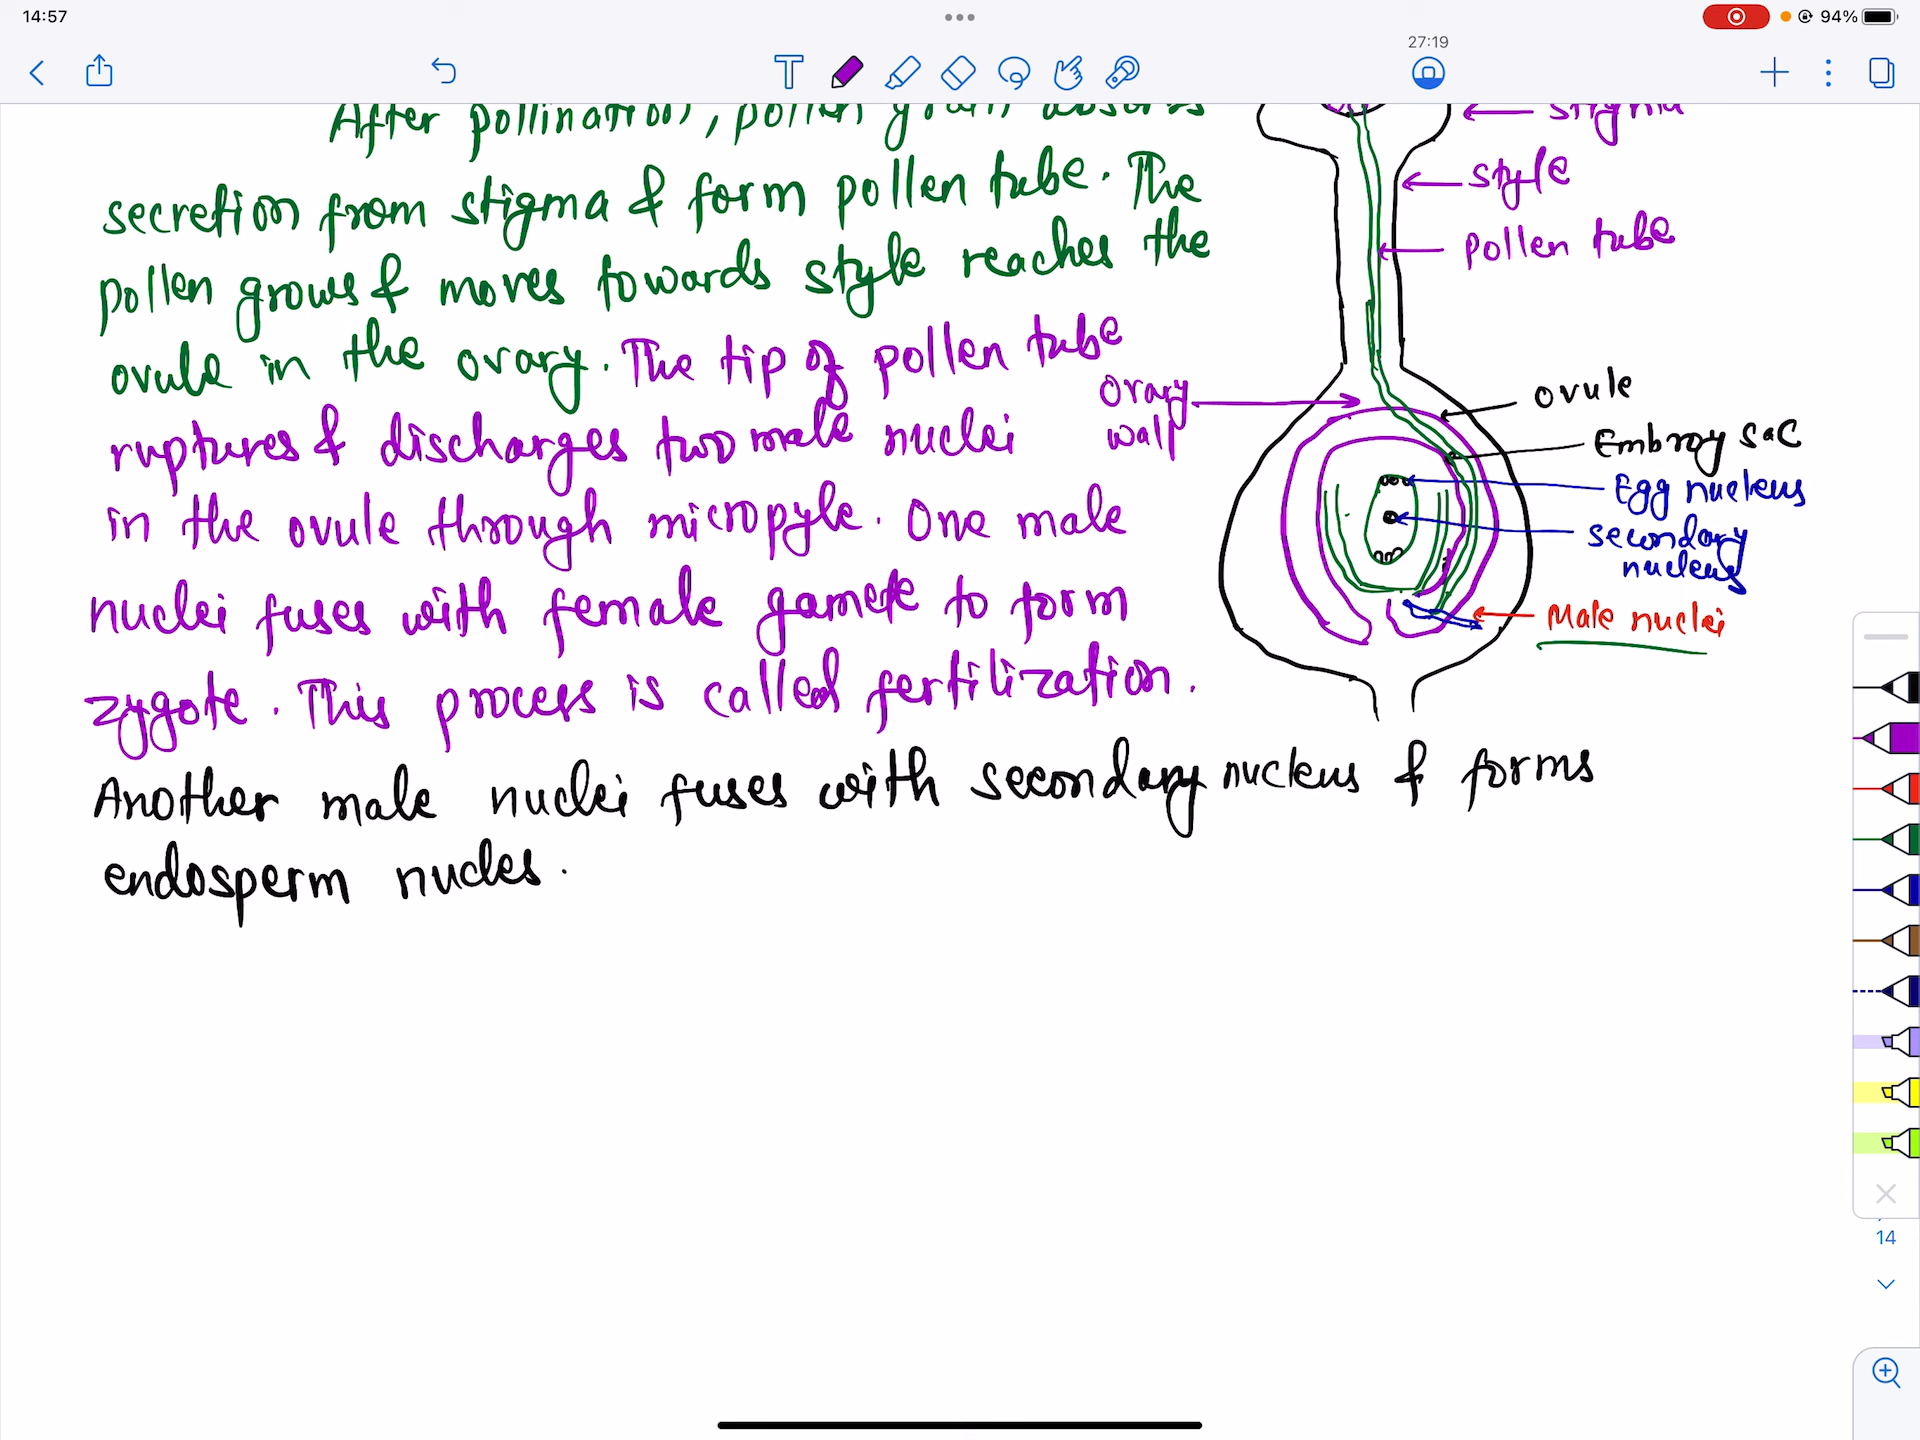 14:57
94%
27:19
After pollination, pollen grain absorbs
secretion from stigma & form pollen tube. The
pollen grows & moves towards style reaches the
ovule in the ovary. The tip of pollen tube
ruptures & discharges two male nuclei
in the ovule through micropyle. One male
nuclei fuses with female gamete to form
zygote. This process is called fertilization.
Another male nuclei fuses with secondary nucleus & forms
endosperm nucles.
stigma
style
pollen tube
ovary
wall
ovule
Embroy sac
Egg nucleus
secondary
nucleus
Male nuclei
14